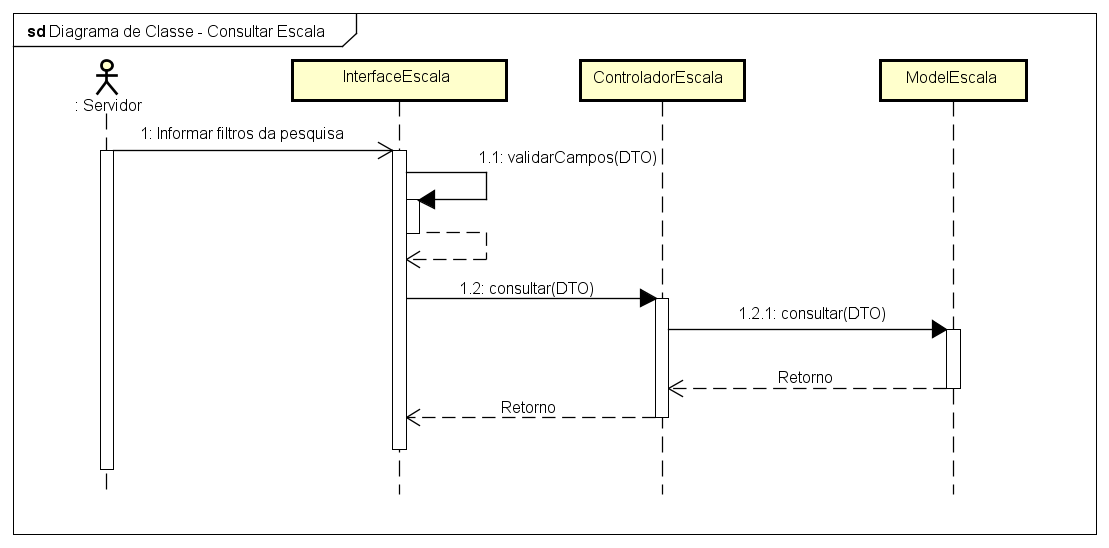 sd Diagrama de Classe - Consultar Escala
: Servidor
InterfaceEscala
ControladorEscala
ModelEscala
1: Informar filtros da pesquisa
1.1: validarCampos(DTO)
1.2: consultar(DTO)
1.2.1: consultar(DTO)
Retorno
Retorno